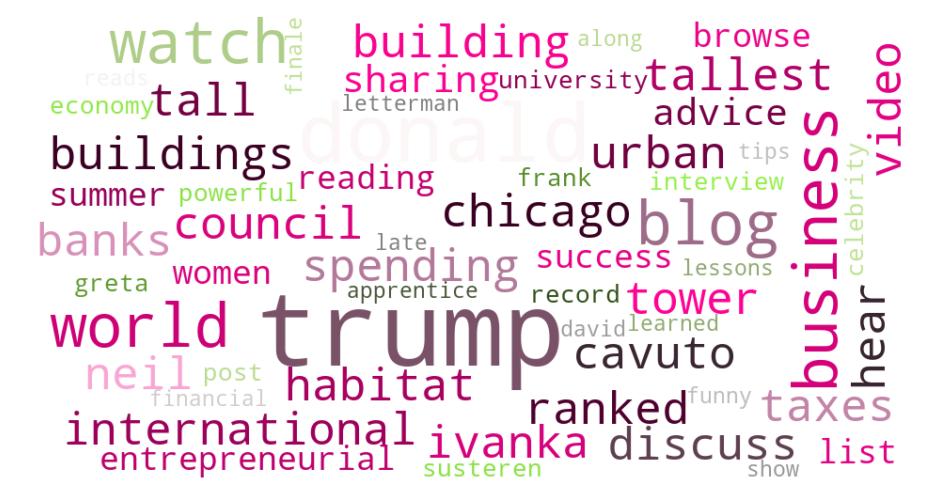 watch
finale
building
along
browse
reads
sharing
university
tallest
video
economy
tall
letterman
advice
donald
buildings
urban
tips
business
celebrity
summer
powerful
reading
frank
interview
banks
council
chicago
blog
late
greta
women
spending
success
lessons
apprentice
record
tower
hear
world
trump
david
learned
cavuto
neil
post
habitat
financial
ranked
funny
taxes
international
ivanka
discuss
list
entrepreneurial
susteren
show